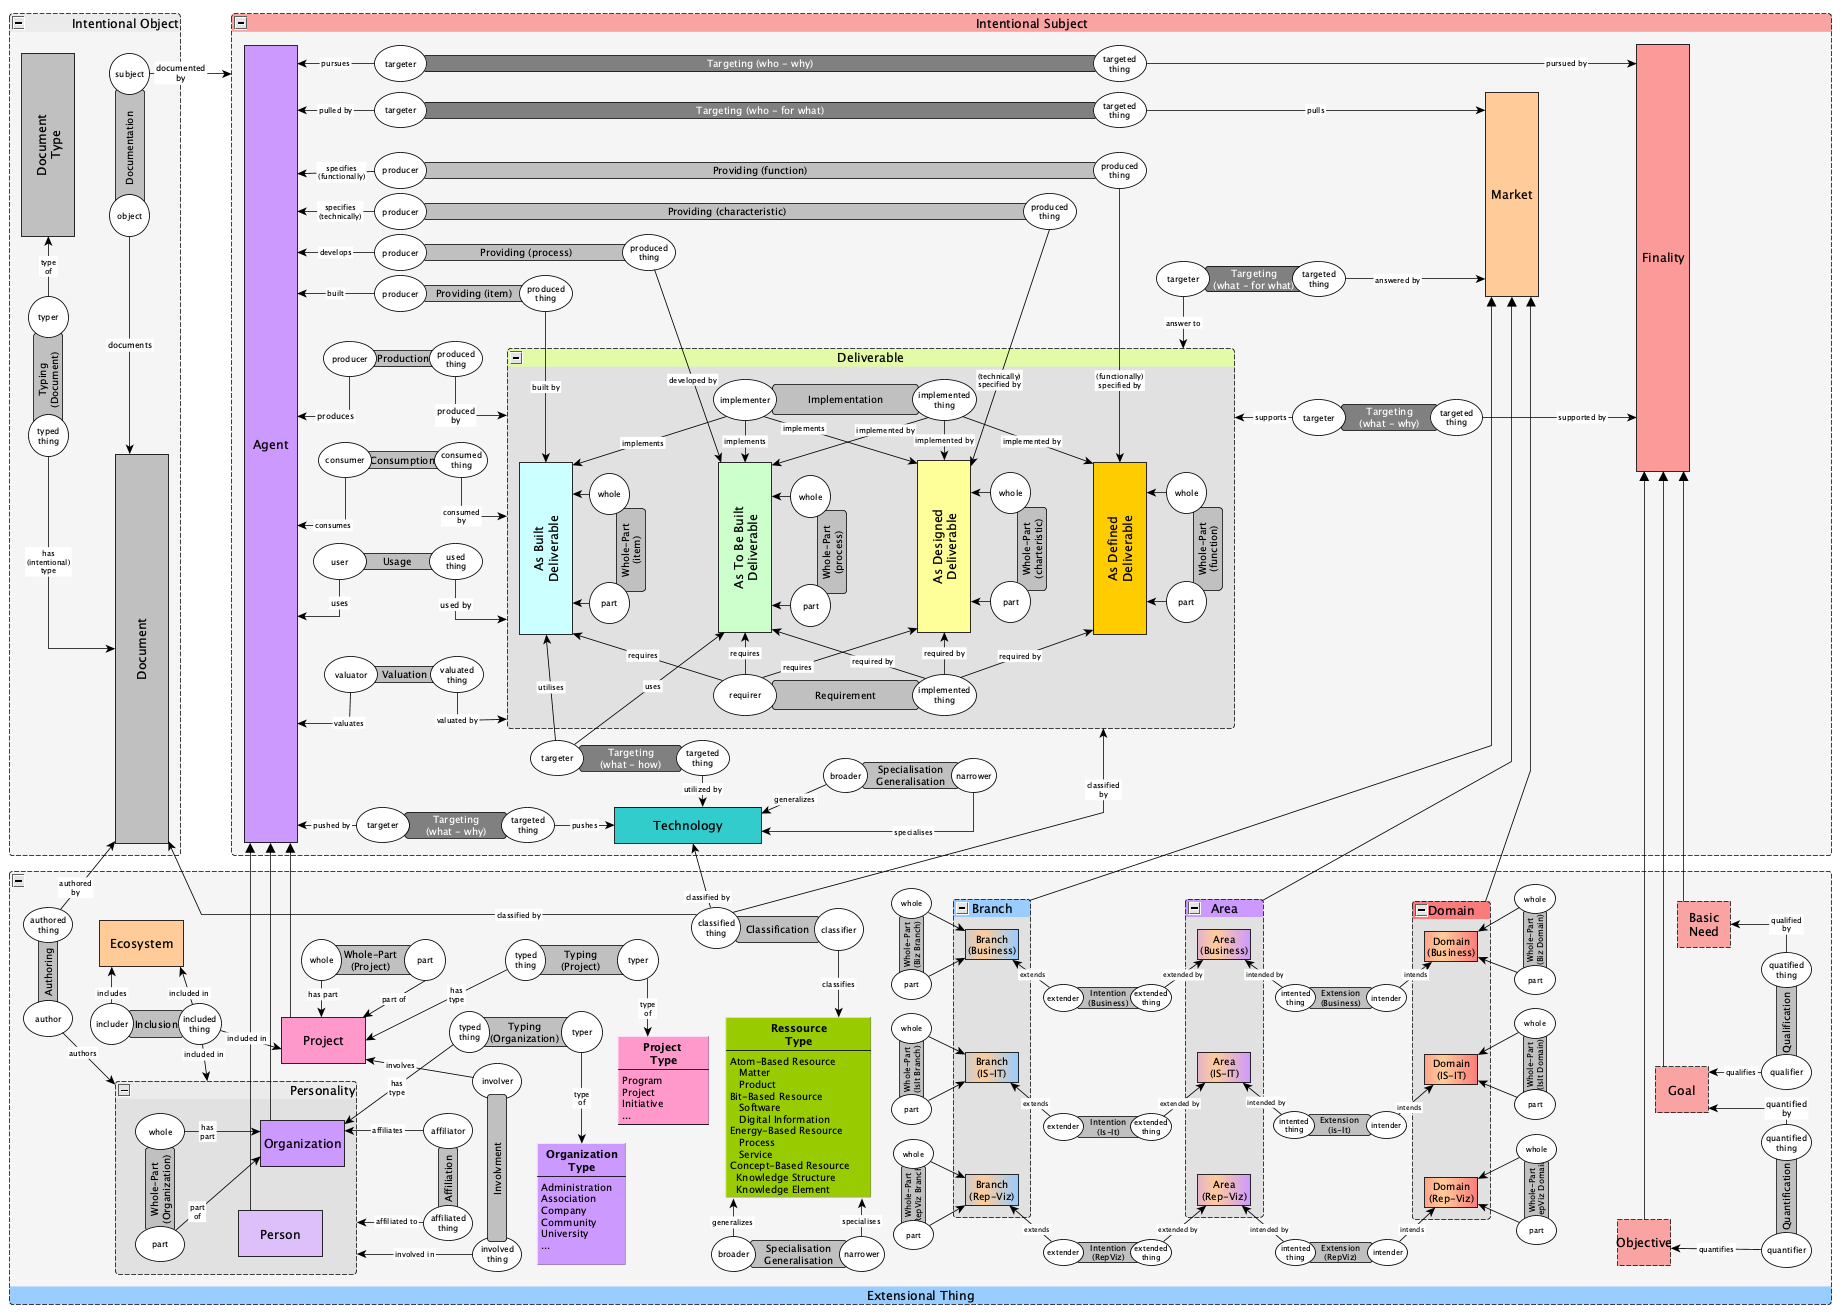 Intentional Object
Intentional Subject
Document
Type
subject
documented
by
Documentation
object
type
of
typer
Typing
(Document)
typed
thing
documents
has
(intentional)
type
Document
Agent
pursues
targeter
Targeting (who – why)
targeted
thing
pursued by
pulled by
targeter
Targeting (who – for what)
targeted
thing
pulls
Market
Finality
specifies
(functionally)
producer
Providing (function)
produced
thing
specifies
(technically)
producer
Providing (characteristic)
produced
thing
develops
producer
Providing (process)
produced
thing
built
producer
Providing (item)
produced
thing
targeter
Targeting
(what – for what)
targeted
thing
answered by
answer to
producer
Production
produced
thing
produces
produced
by
consumer
Consumption
consumed
thing
consumes
consumed
by
user
Usage
used
thing
uses
used by
valuator
Valuation
valuated
thing
valuates
valuated by
Deliverable
built by
developed by
(technically)
specified by
(functionally)
specified by
implementer
Implementation
implemented
thing
implements
implements
implements
implemented by
implemented by
implemented by
As Built
Deliverable
whole
Whole-Part
(item)
part
As To Be Built
Deliverable
whole
Whole-Part
(process)
part
As Designed
Deliverable
whole
Whole-Part
(charteristic)
part
As Defined
Deliverable
whole
Whole-Part
(function)
part
requires
requires
requires
required by
required by
required by
requirer
Requirement
implemented
thing
utilises
uses
supports
targeter
Targeting
(what – why)
targeted
thing
supported by
targeter
Targeting
(what – how)
targeted
thing
utilized by
broader
Specialisation
Generalisation
narrower
generalizes
specialises
pushed by
targeter
Targeting
(what – why)
targeted
thing
pushes
Technology
classified
by
authored
by
authored
thing
Authoring
author
authors
Ecosystem
includes
included in
includer
Inclusion
included
thing
included in
included in
classified by
classified by
classified
thing
Classification
classifier
classifies
whole
Whole-Part
(Project)
part
has part
part of
Project
typed
thing
Typing
(Project)
typer
has
type
type
of
typed
thing
Typing
(Organization)
typer
has
type
type
of
involves
involver
Involvment
involved
thing
involved in
Personality
whole
has
part
Whole-Part
(Organization)
part of
part
Organization
Person
affiliates
affiliator
Affiliation
affiliated
thing
affiliated to
Project
Type
Program
Project
Initiative
...
Organization
Type
Administration
Association
Company
Community
University
...
Ressource
Type
Atom-Based Resource
Matter
Product
Bit-Based Resource
Software
Digital Information
Energy-Based Resource
Process
Service
Concept-Based Resource
Knowledge Structure
Knowledge Element
generalizes
specialises
broader
Specialisation
Generalisation
narrower
Branch
Area
Domain
whole
Whole-Part
(Biz Branch)
part
Branch
(Business)
extends
extender
Intention
(Business)
extended
thing
extended by
Area
(Business)
intended by
intented
thing
Extension
(Business)
intender
intends
Domain
(Business)
whole
Whole-Part
(Biz Domain)
part
whole
Whole-Part
(IsIt Branch)
part
Branch
(IS-IT)
extends
extender
Intention
(Is-It)
extended
thing
extended by
Area
(IS-IT)
intended by
intented
thing
Extension
(is-It)
intender
intends
Domain
(IS-IT)
whole
Whole-Part
(IsIt Domain)
part
whole
Whole-Part
part
Branch
(Rep-Viz)
extends
extender
Intention
(RepViz)
extended
thing
extended by
Area
(Rep-Viz)
intended by
intented
thing
Extension
(RepViz)
intender
intends
Domain
(Rep-Viz)
whole
Whole-Part
part
Basic
Need
qualified
by
quatified
thing
Qualification
qualifier
qualifies
Goal
quantified
by
quantified
thing
Quantification
quantifier
quantifies
Objective
Extensional Thing